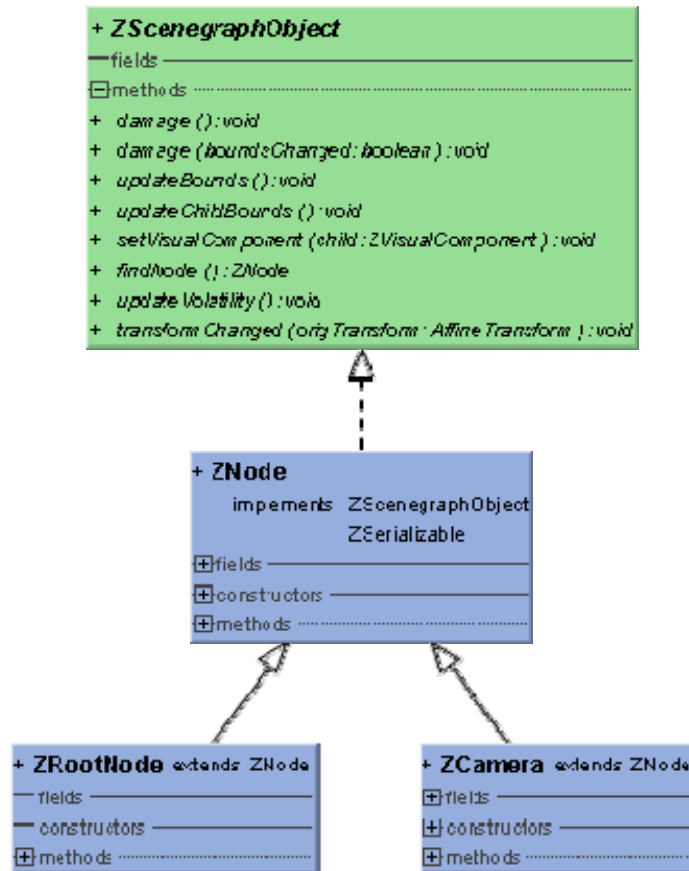 + ZScenegraphObject
fields
methods
+ damage () : void
+ damage (boundsChanged : boolean) : void
+ updateBounds () : void
+ updateChildBounds () : void
+ setVisualComponent (child : ZVisualComponent) : void
+ findNode () : ZNode
+ updateVolatility () : void
+ transformChanged (origTransform : AffineTransform) : void
+ ZNode
impements ZScenegraphObject
ZSerializable
+ fields
+ constructors
+ methods
+ ZRootNode extends ZNode
fields
constructors
+ methods
+ ZCamera extends ZNode
+ fields
+ constructors
+ methods